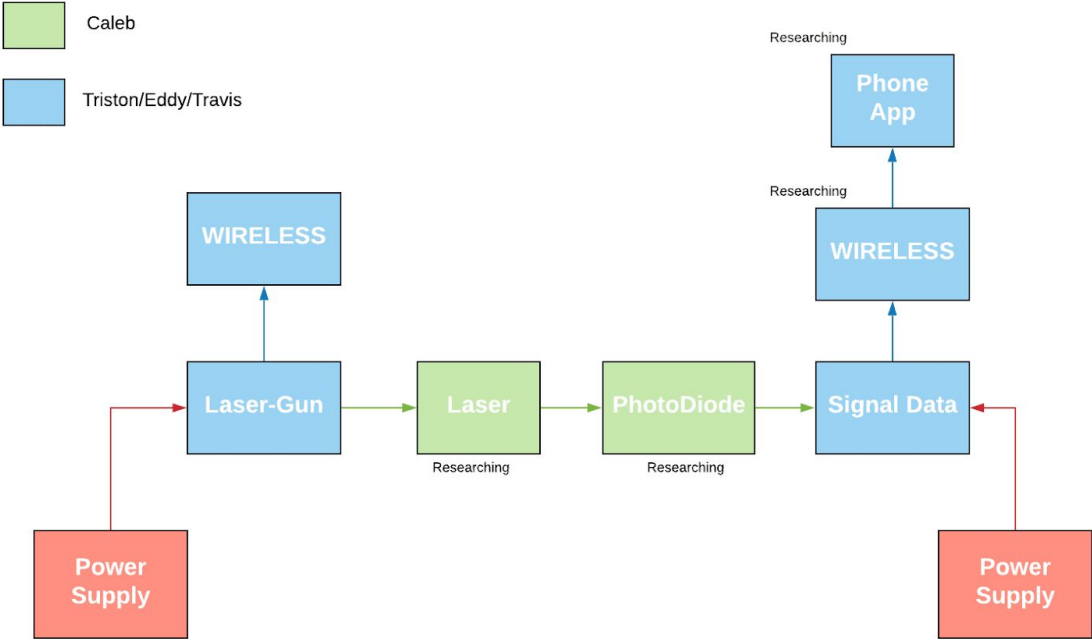 Caleb
Triston/Eddy/Travis
Researching
Phone
App
Researching
WIRELESS
WIRELESS
Laser-Gun
Laser
PhotoDiode
Signal Data
Researching
Researching
Power
Supply
Power
Supply